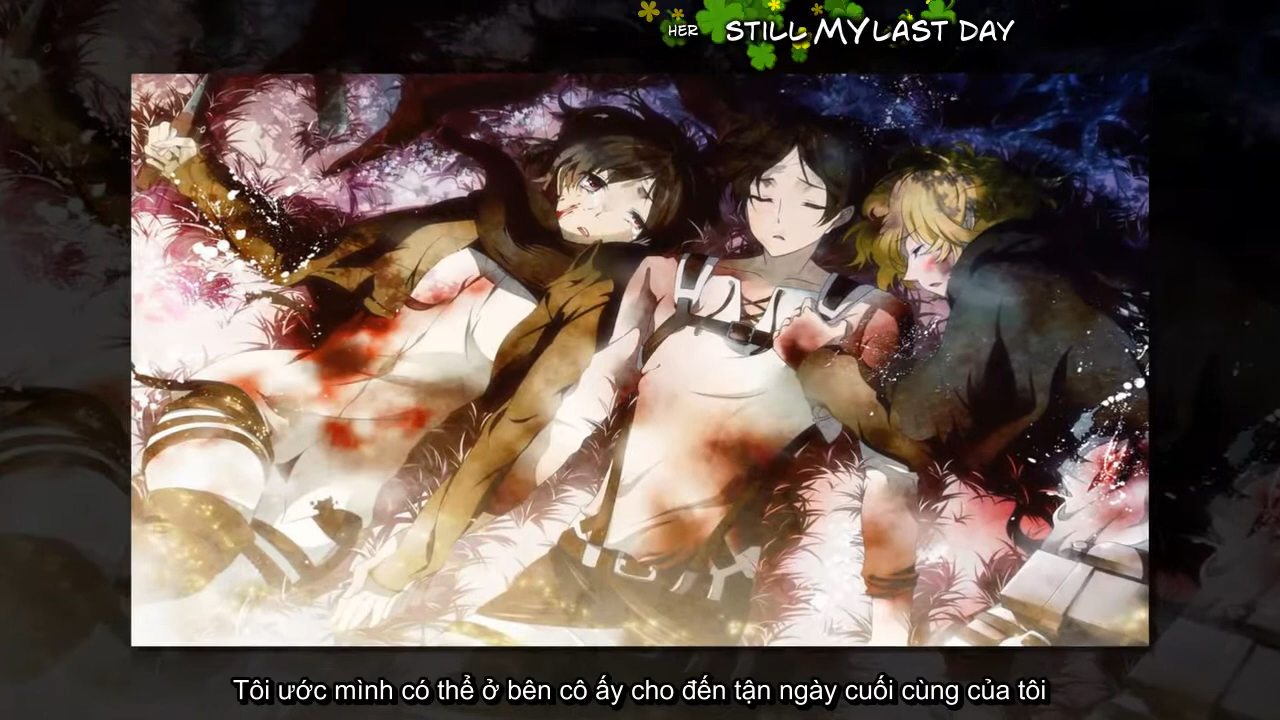 HER STILL MY LAST DAY
Tôi ước mình có thể ở bên cô ấy cho đến tận ngày cuối cùng của tôi